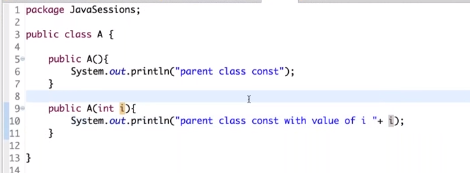 1 package JavaSessions;
2
3 public class A {
4
5 public A(){
6 System.out.println("parent class const");
7 }
8
9 public A(int i){
10 System.out.println("parent class const with value of i "+ i);
11 }
12
13 }
14